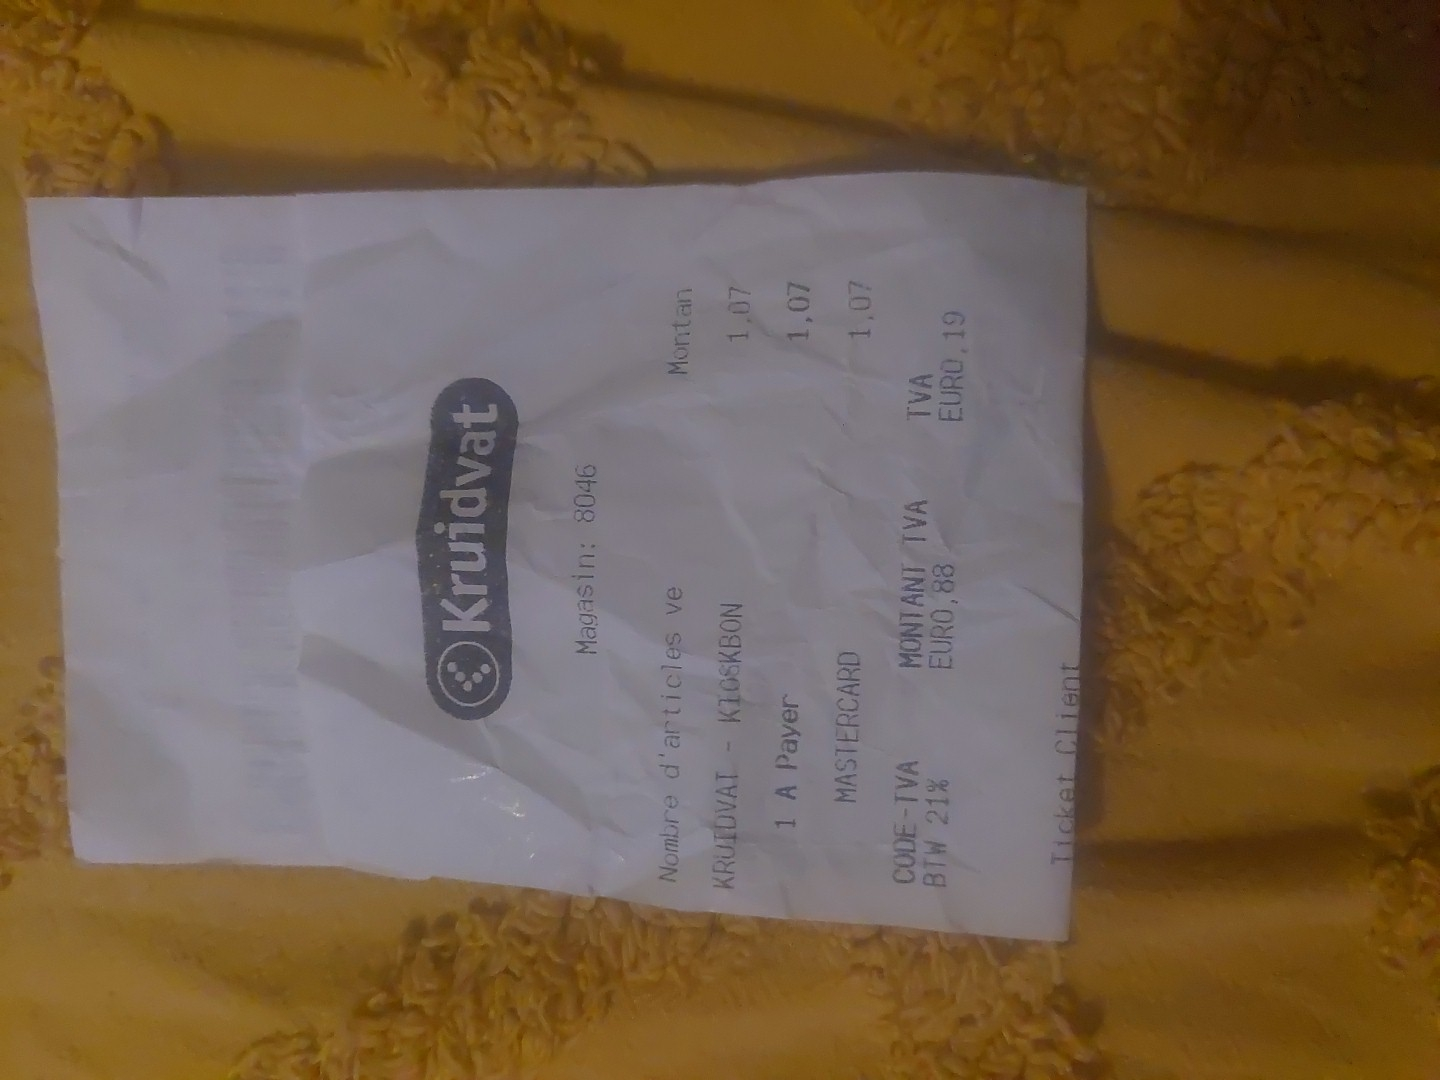 Kruidvat
Magasin: 8046
Nombre d'articles ve Montan
KRUIDVAT - KIOSKBON 1,07
1 A Payer 1,07
MASTERCARD 1,07
CODE-TVA MONTANT TVA TVA
BTW 21% EURO,88 EURO,19
Ticket Client